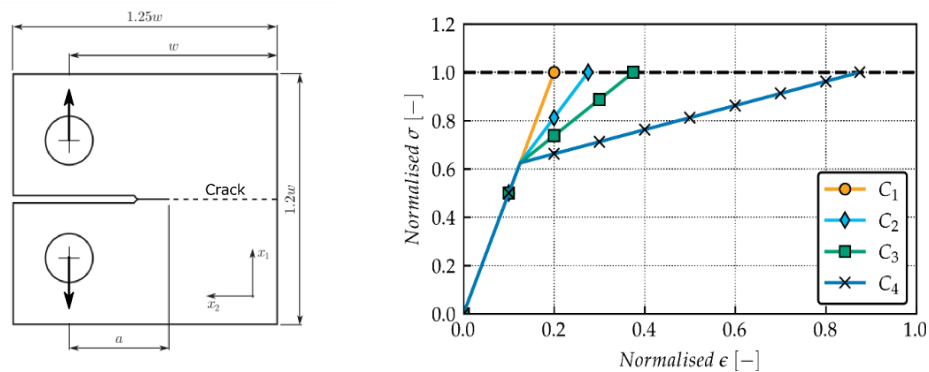 1.25w
w
Crack
1.2w
x₁
x₂
a
Normalised σ [−]
1.2
1.0
0.8
0.6
0.4
0.2
0.0
C₁
C₂
C₃
C₄
0.0 0.2 0.4 0.6 0.8 1.0
Normalised ϵ [−]